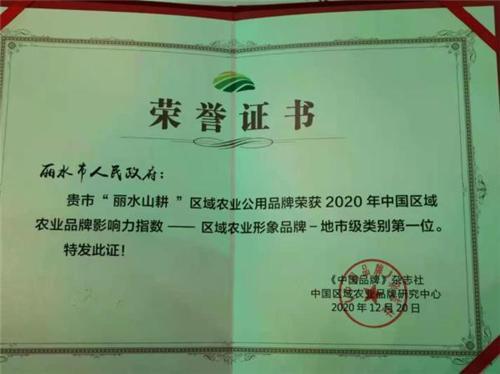 荣誉证书
丽水市人民政府：
贵市“丽水山耕”区域农业公用品牌荣获2020年中国区域
农业品牌影响力指数——区域农业形象品牌-地市级类别第一位。
特发此证！
《中国品牌》杂志社
中国区域农业品牌研究中心
2020年12月20日